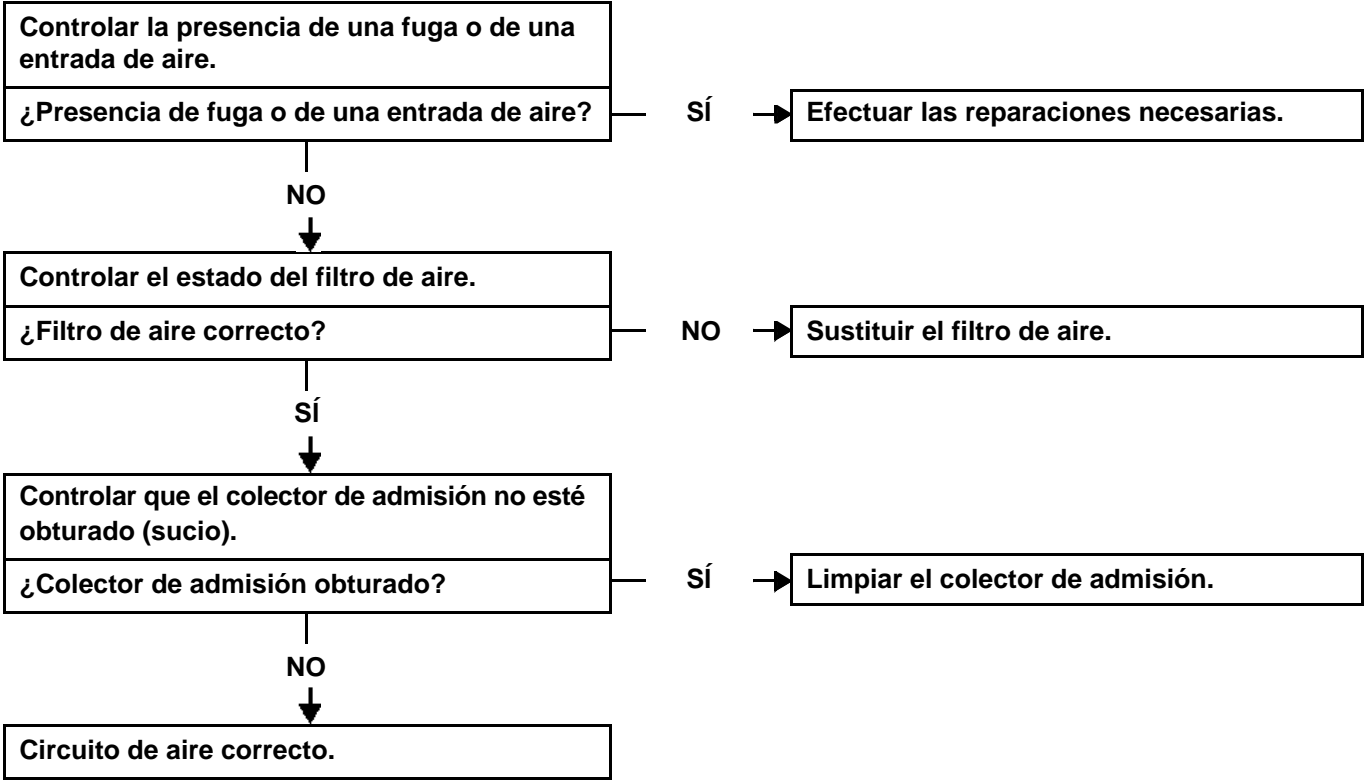 Controlar la presencia de una fuga o de una
entrada de aire.
¿Presencia de fuga o de una entrada de aire?
SÍ
Efectuar las reparaciones necesarias.
NO
Controlar el estado del filtro de aire.
¿Filtro de aire correcto?
NO
Sustituir el filtro de aire.
SÍ
Controlar que el colector de admisión no esté
obturado (sucio).
¿Colector de admisión obturado?
SÍ
Limpiar el colector de admisión.
NO
Circuito de aire correcto.